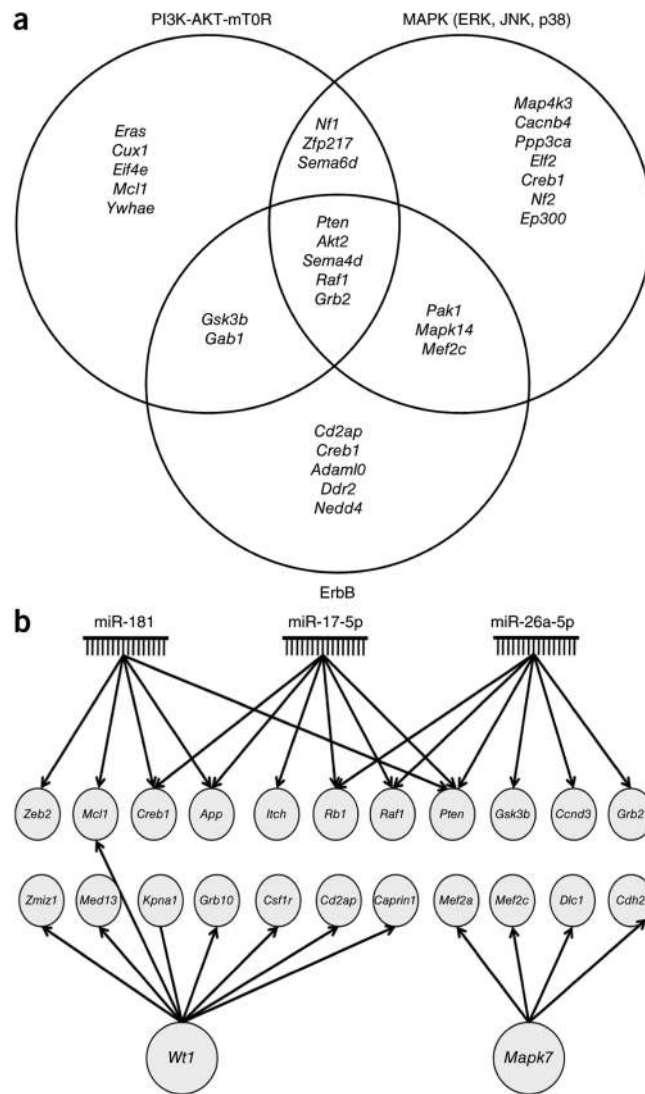 a
PI3K-AKT-mT0R
MAPK (ERK, JNK, p38)
Eras
Cux1
Eif4e
Mcl1
Ywhae
Nf1
Zfp217
Sema6d
Map4k3
Cacnb4
Ppp3ca
Elf2
Creb1
Nf2
Ep300
Pten
Akt2
Sema4d
Raf1
Grb2
Gsk3b
Gab1
Pak1
Mapk14
Mef2c
Cd2ap
Creb1
Adaml0
Ddr2
Nedd4
ErbB
b
miR-181
miR-17-5p
miR-26a-5p
Zeb2
Mcl1
Creb1
App
Itch
Rb1
Raf1
Pten
Gsk3b
Ccnd3
Grb2
Zmiz1
Med13
Kpna1
Grb10
Csf1r
Cd2ap
Caprin1
Mef2a
Mef2c
Dlc1
Cdh2
Wt1
Mapk7